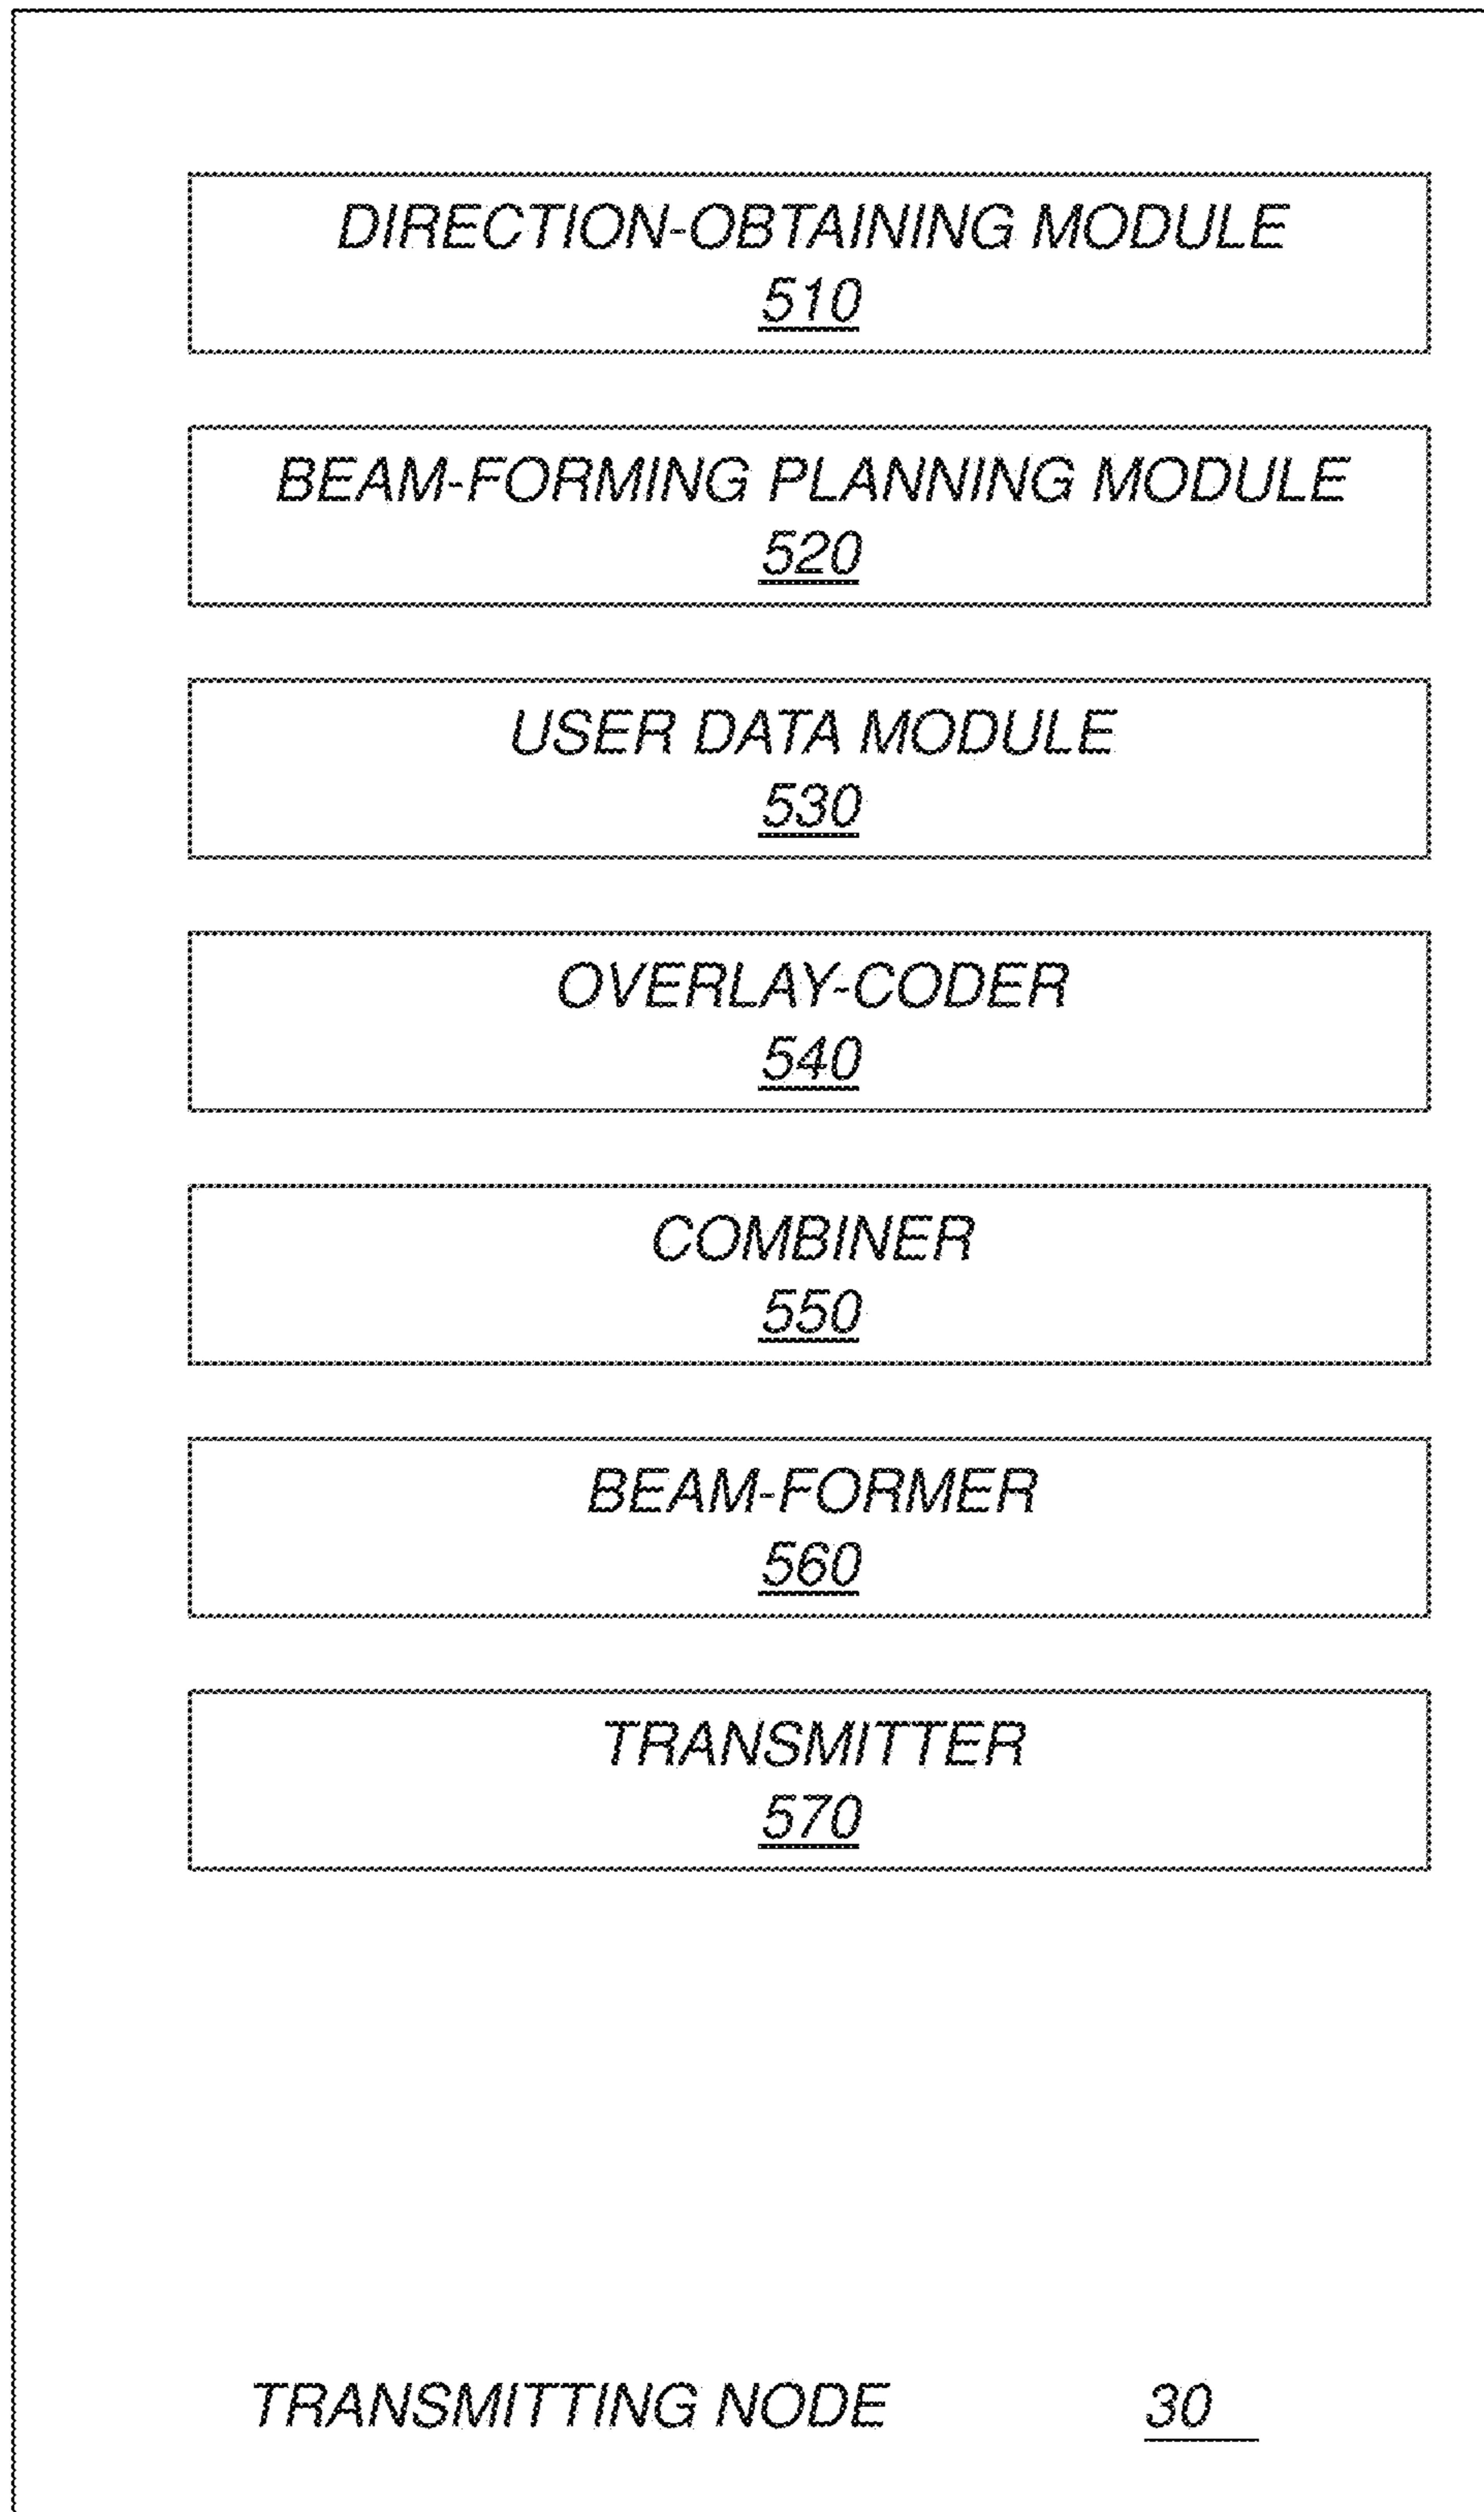 DIRECTION-OBTAINING MODULE
510
BEAM-FORMING PLANNING MODULE
520
USER DATA MODULE
530
OVERLAY-CODER
540
COMBINER
550
BEAM-FORMER
560
TRANSMITTER
570
TRANSMITTING NODE 30